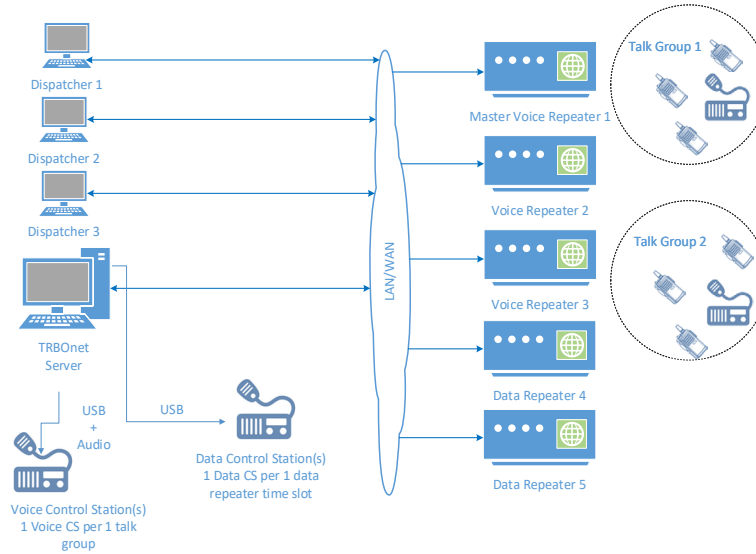 Dispatcher 1
Dispatcher 2
Dispatcher 3
TRBOnet
Server
USB
+
Audio
USB
Voice Control Station(s)
1 Voice CS per 1 talk
group
Data Control Station(s)
1 Data CS per 1 data
repeater time slot
LAN/WAN
Master Voice Repeater 1
Voice Repeater 2
Voice Repeater 3
Data Repeater 4
Data Repeater 5
Talk Group 1
Talk Group 2